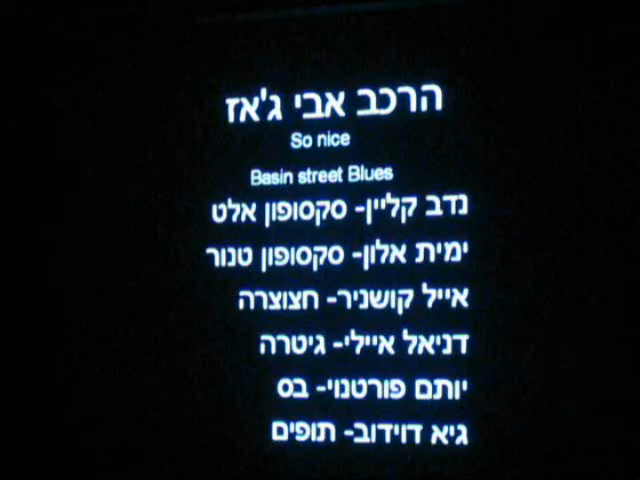 הרכב אבי ג'אז
So nice
Basin street Blues
נדב קליין- סקסופון אלט
ימית אלון- סקסופון טנור
אייל קושניר- חצוצרה
דניאל איילי- גיטרה
יותם פורטנוי- בס
גיא דוידוב- תופים